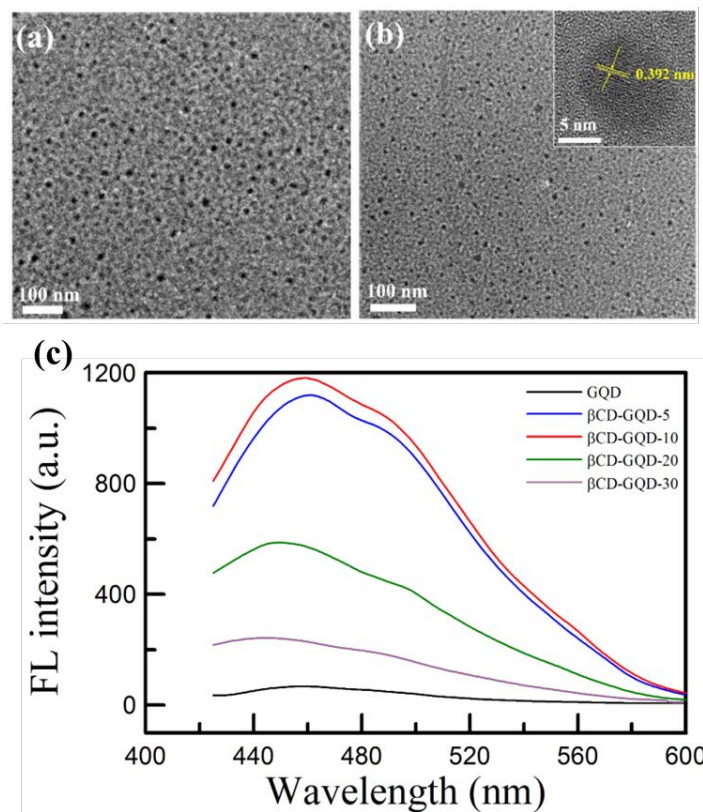 (a)
100 nm
(b)
0.392 nm
5 nm
100 nm
(c)
FL intensity (a.u.)
1200
800
400
0
GQD
βCD-GQD-5
βCD-GQD-10
βCD-GQD-20
βCD-GQD-30
400 440 480 520 560 600
Wavelength (nm)